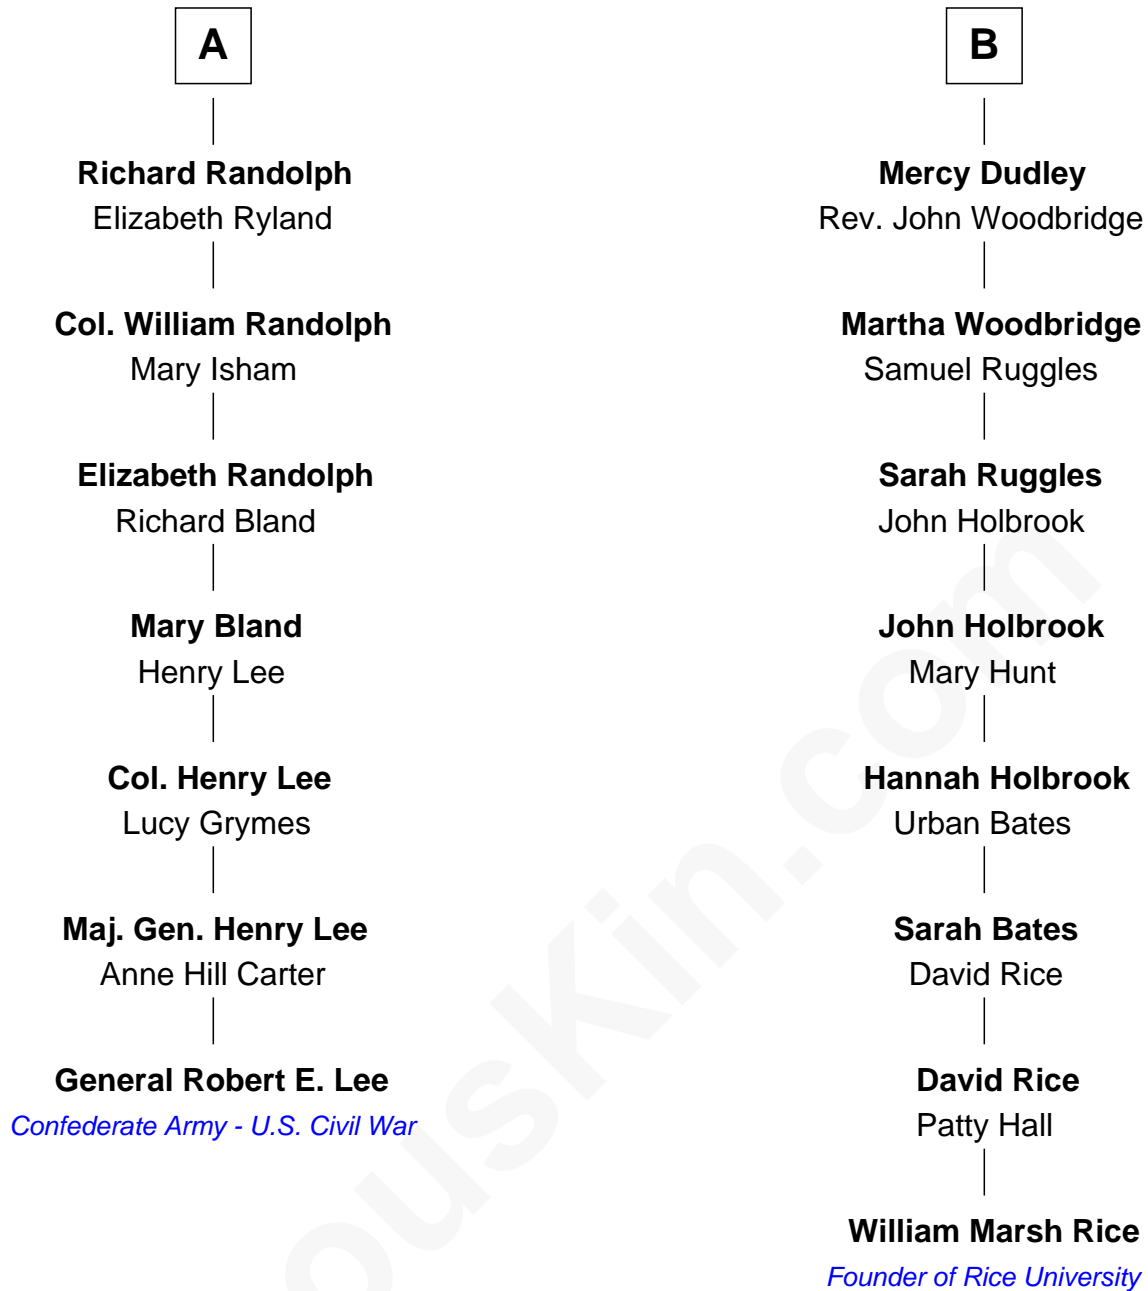 A
Richard Randolph
Elizabeth Ryland
Col. William Randolph
Mary Isham
Elizabeth Randolph
Richard Bland
Mary Bland
Henry Lee
Col. Henry Lee
Lucy Grymes
Maj. Gen. Henry Lee
Anne Hill Carter
General Robert E. Lee
Confederate Army - U.S. Civil War
B
Mercy Dudley
Rev. John Woodbridge
Martha Woodbridge
Samuel Ruggles
Sarah Ruggles
John Holbrook
John Holbrook
Mary Hunt
Hannah Holbrook
Urban Bates
Sarah Bates
David Rice
David Rice
Patty Hall
William Marsh Rice
Founder of Rice University
ousKin.com